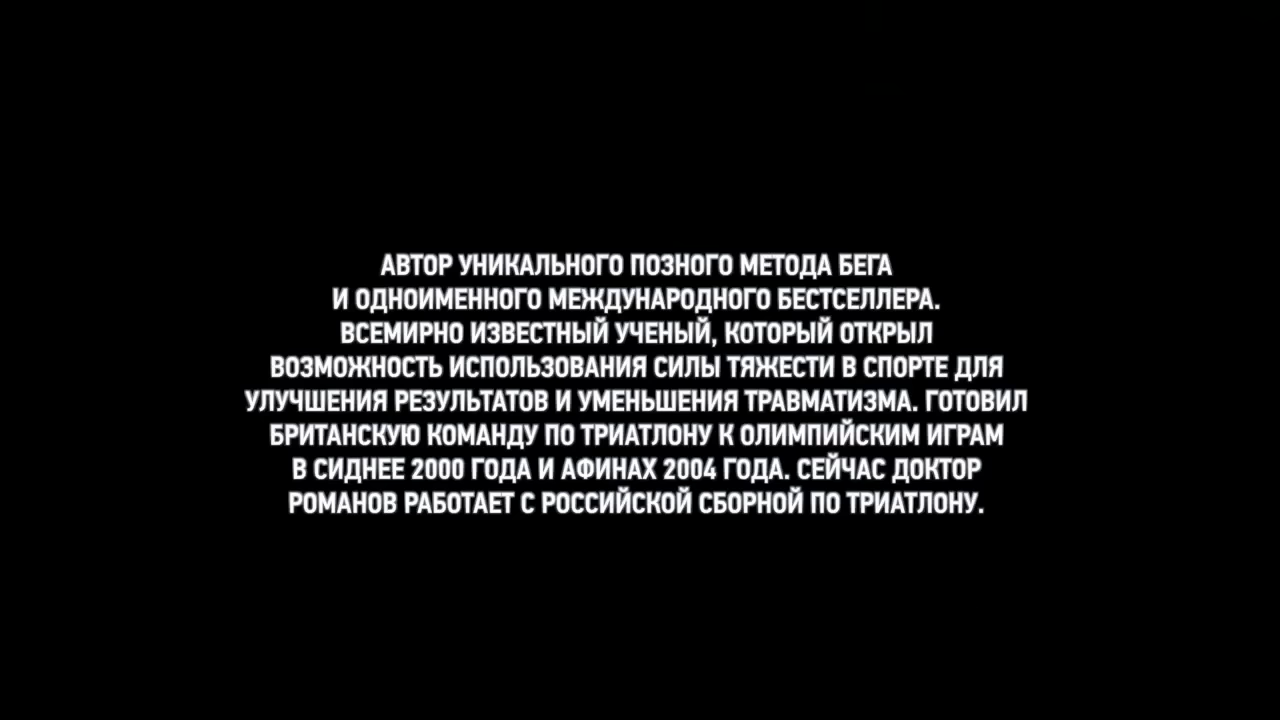 АВТОР УНИКАЛЬНОГО ПОЗНОГО МЕТОДА БЕГА
И ОДНОИМЕННОГО МЕЖДУНАРОДНОГО БЕСТСЕЛЛЕРА.
ВСЕМИРНО ИЗВЕСТНЫЙ УЧЕНЫЙ, КОТОРЫЙ ОТКРЫЛ
ВОЗМОЖНОСТЬ ИСПОЛЬЗОВАНИЯ СИЛЫ ТЯЖЕСТИ В СПОРТЕ ДЛЯ
УЛУЧШЕНИЯ РЕЗУЛЬТАТОВ И УМЕНЬШЕНИЯ ТРАВМАТИЗМА. ГОТОВИЛ
БРИТАНСКУЮ КОМАНДУ ПО ТРИАТЛОНУ К ОЛИМПИЙСКИМ ИГРАМ
В СИДНЕЕ 2000 ГОДА И АФИНАХ 2004 ГОДА. СЕЙЧАС ДОКТОР
РОМАНОВ РАБОТАЕТ С РОССИЙСКОЙ СБОРНОЙ ПО ТРИАТЛОНУ.